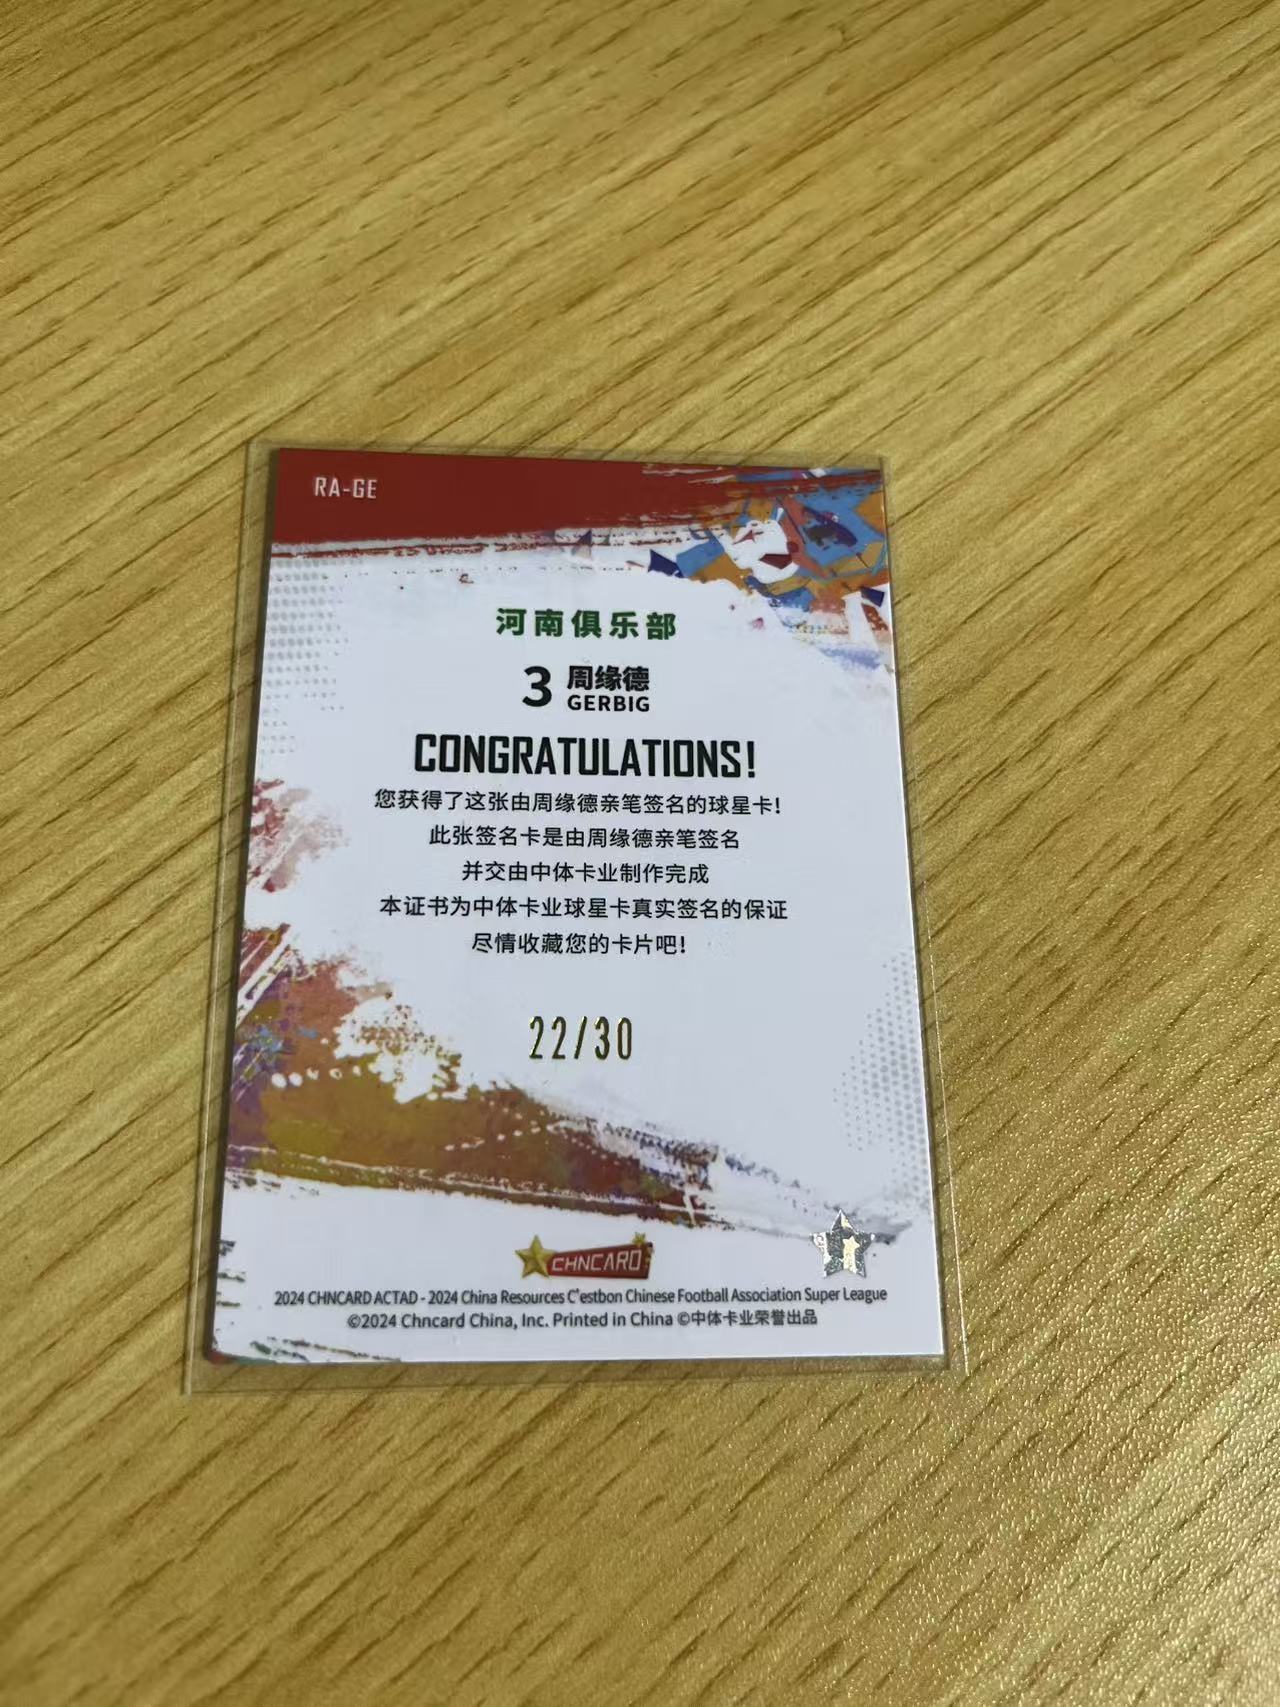 RA-GE
河南俱乐部
3 周缘德
GERBIG
CONGRATULATIONS!
您获得了这张由周缘德亲笔签名的球星卡!
此张签名卡是由周缘德亲笔签名
并交由中体卡业制作完成
本证书为中体卡业球星卡真实签名的保证
尽情收藏您的卡片吧!
22/30
CHNCARD
2024 CHNCARD ACTAD - 2024 China Resources C'estbon Chinese Football Association Super League
©2024 Chncard China, Inc. Printed in China ©中体卡业荣誉出品